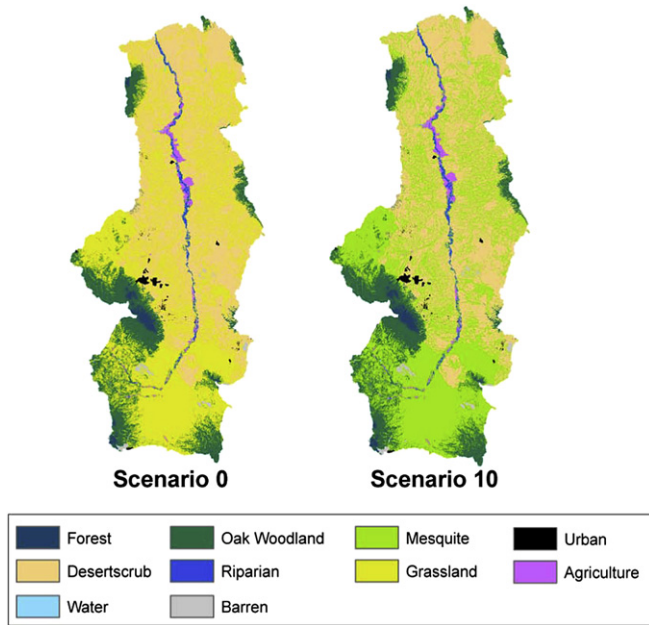 Scenario 0 Scenario 10
Forest Oak Woodland Mesquite Urban
Desertscrub Riparian Grassland Agriculture
Water Barren